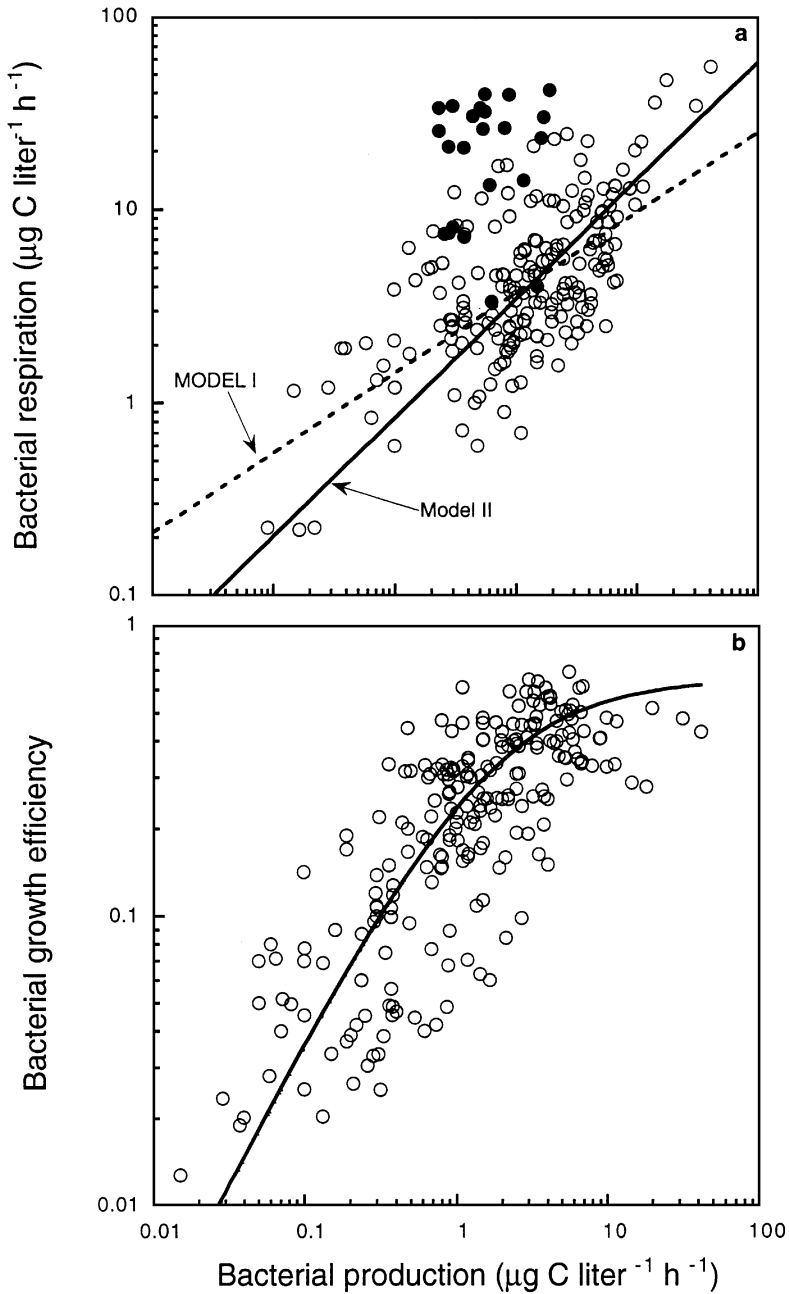 100
a
10
1
0.1
Bacterial respiration (µg C liter⁻¹ h⁻¹)
MODEL I
Model II
1
b
0.1
0.01
Bacterial growth efficiency
0.01 0.1 1 10 100
Bacterial production (µg C liter ⁻¹ h ⁻¹)